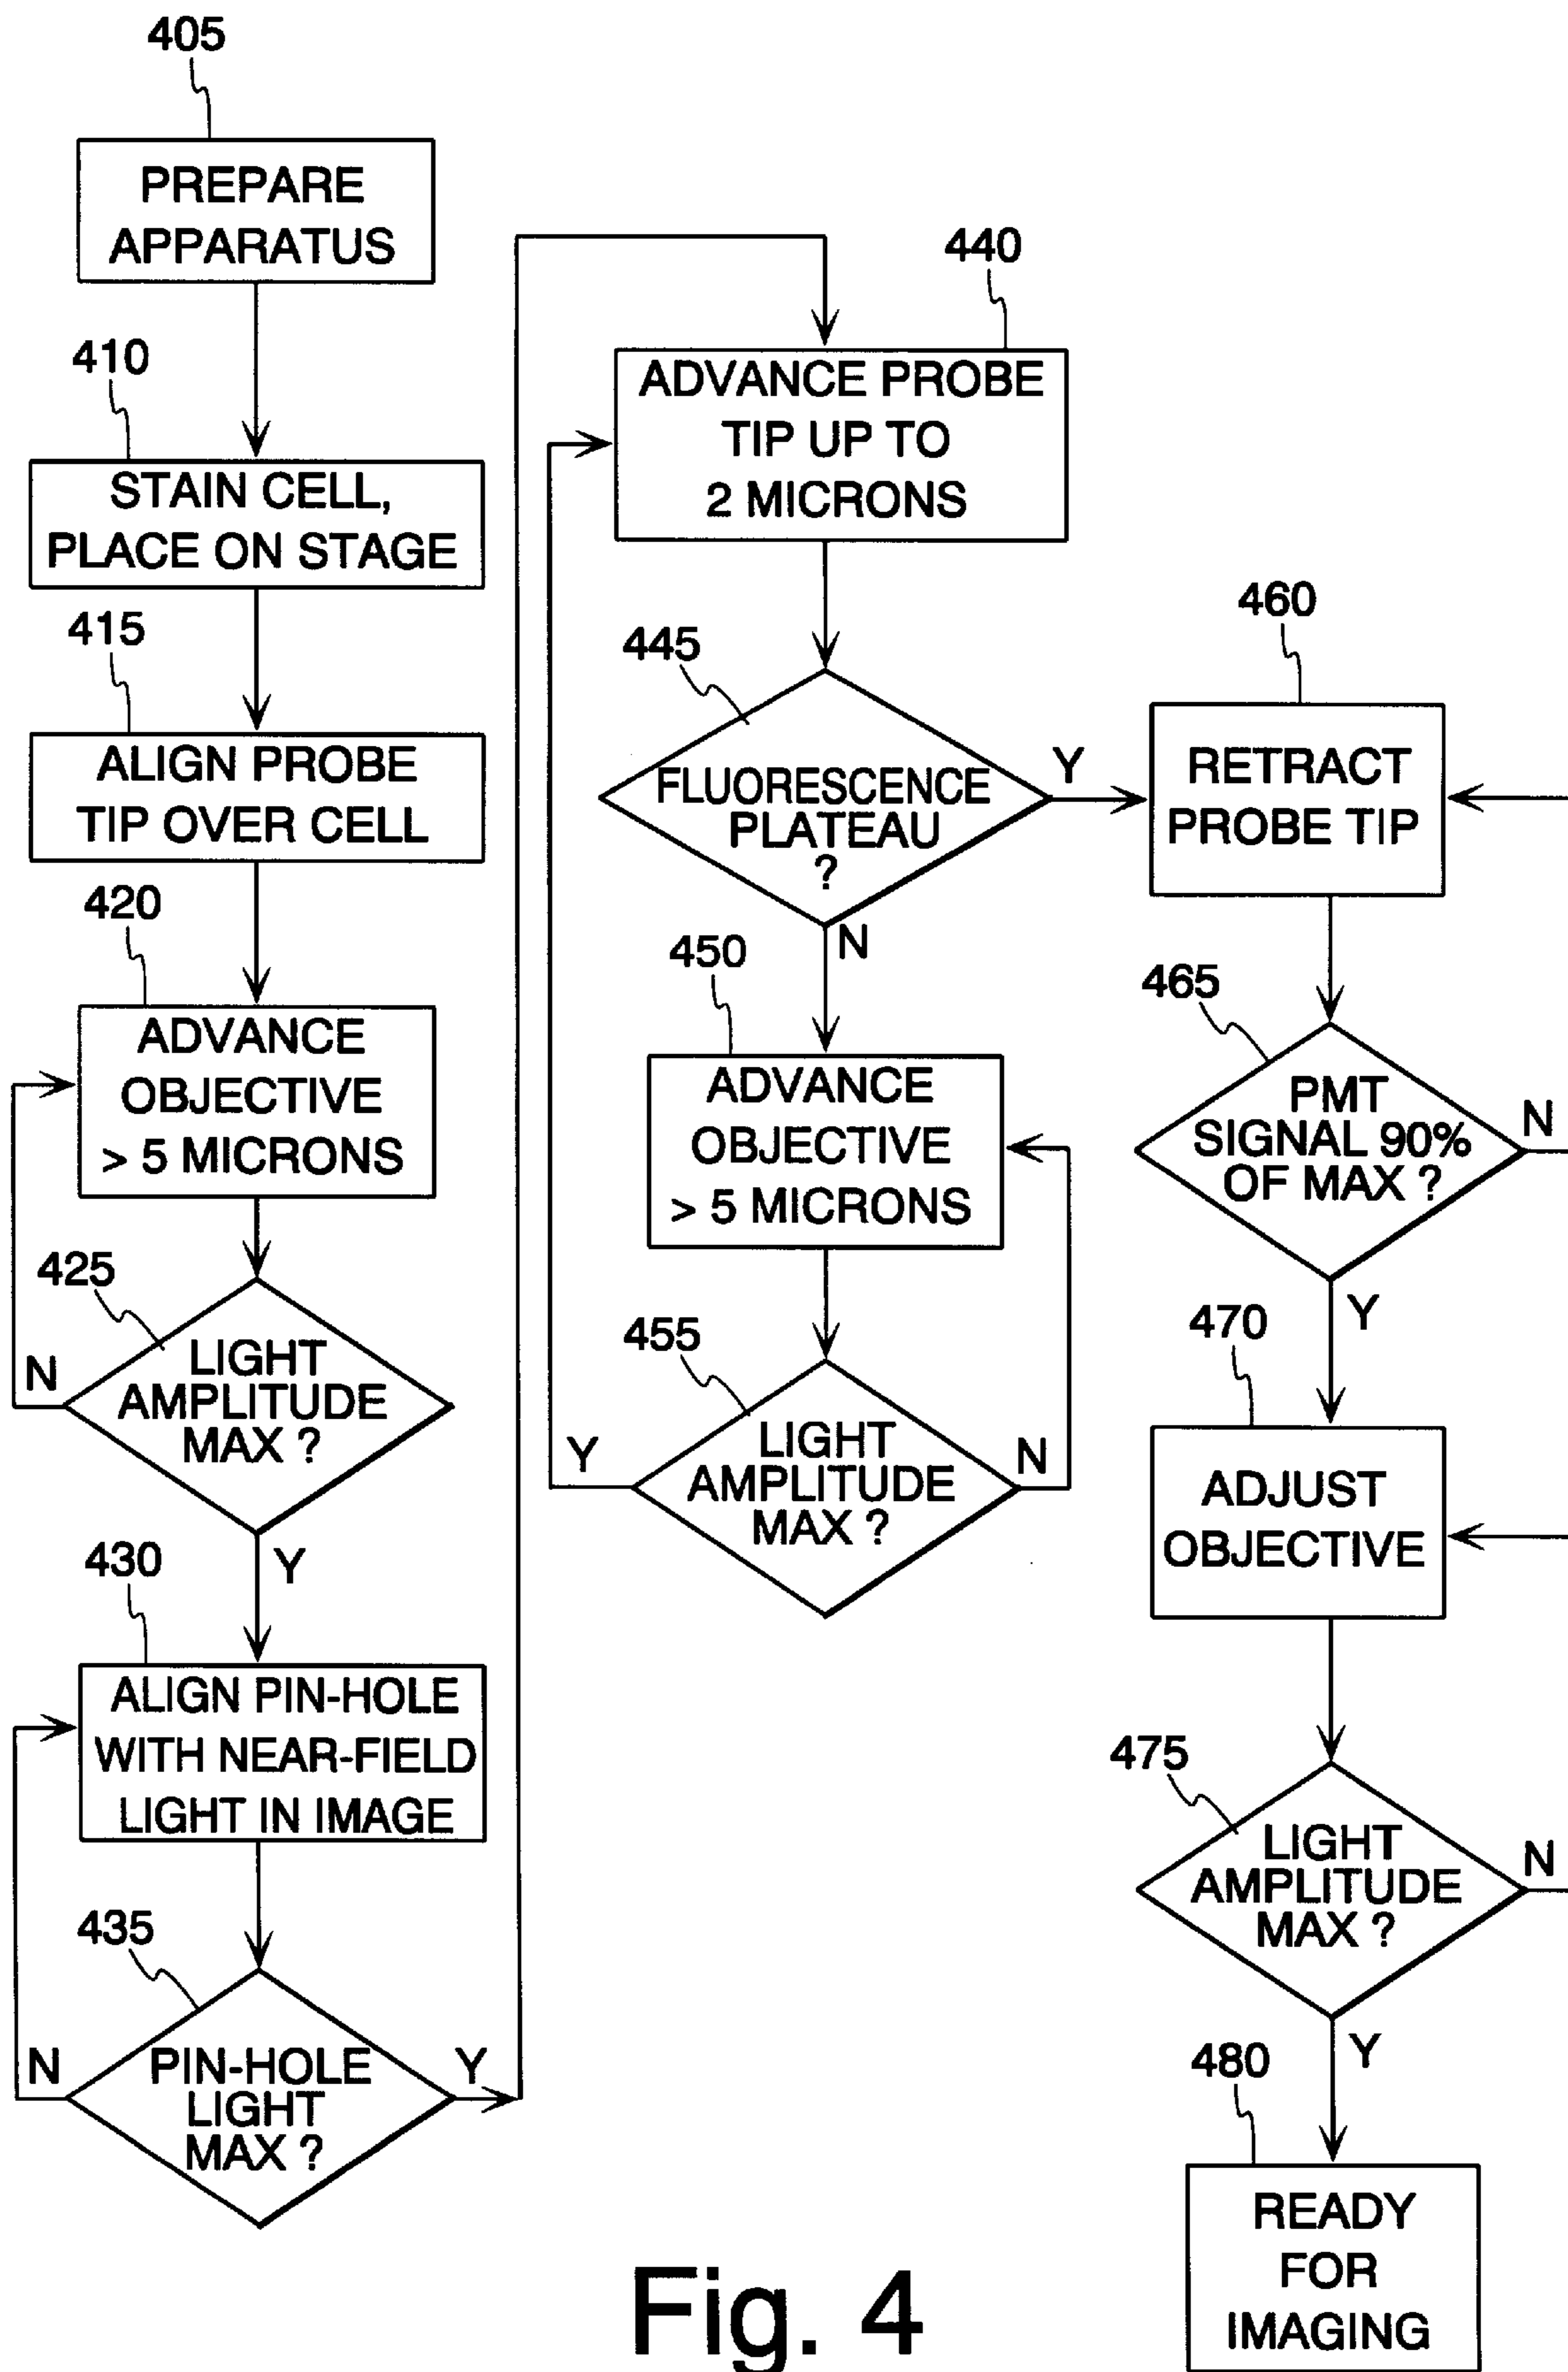 405
PREPARE
APPARATUS
410
STAIN CELL,
PLACE ON STAGE
415
ALIGN PROBE
TIP OVER CELL
420
ADVANCE
OBJECTIVE
> 5 MICRONS
425
LIGHT
AMPLITUDE
MAX ?
N
Y
430
ALIGN PIN-HOLE
WITH NEAR-FIELD
LIGHT IN IMAGE
435
PIN-HOLE
LIGHT
MAX ?
N
Y
440
ADVANCE PROBE
TIP UP TO
2 MICRONS
445
FLUORESCENCE
PLATEAU
?
Y
N
450
ADVANCE
OBJECTIVE
> 5 MICRONS
455
LIGHT
AMPLITUDE
MAX ?
Y
N
460
RETRACT
PROBE TIP
465
PMT
SIGNAL 90%
OF MAX ?
N
Y
470
ADJUST
OBJECTIVE
475
LIGHT
AMPLITUDE
MAX ?
N
Y
480
READY
FOR
IMAGING
Fig. 4